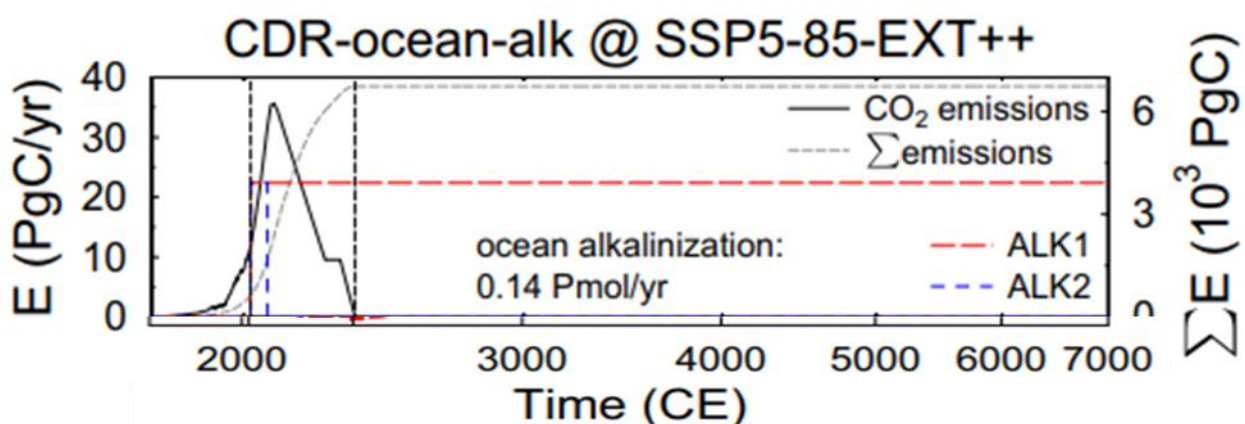 CDR-ocean-alk @ SSP5-85-EXT++
E (PgC/yr)
40
30
20
10
0
CO₂ emissions
∑emissions
ocean alkalinization:
0.14 Pmol/yr
ALK1
ALK2
6
3
0
∑E (10³ PgC)
2000 3000 4000 5000 6000 7000
Time (CE)